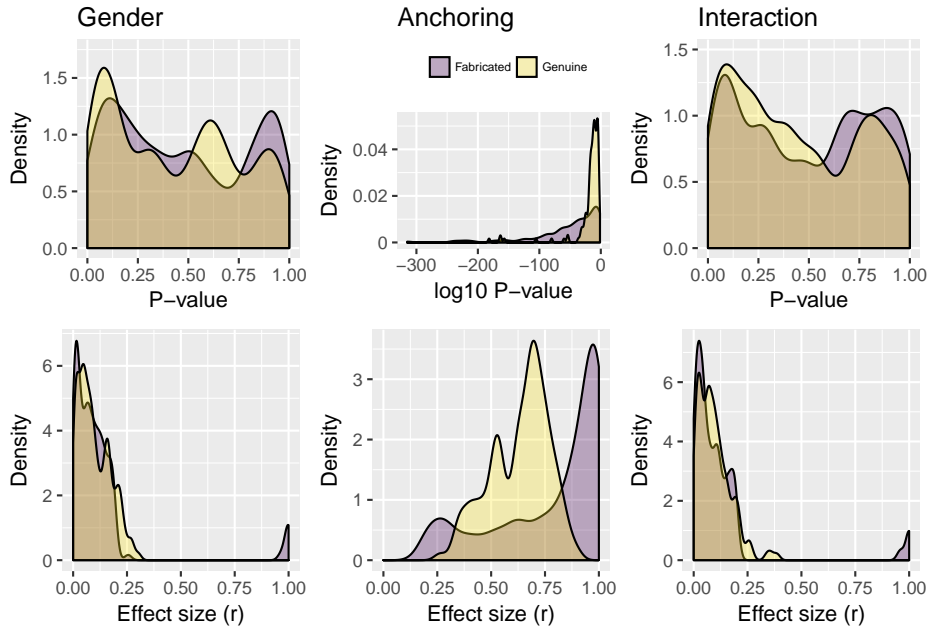 Gender
Anchoring
Interaction
Fabricated
Genuine
Density
1.5
1.0
0.5
0.0
0.00 0.25 0.50 0.75 1.00
P−value
Density
0.04
0.02
0
−300 −200 −100 0
log10 P−value
Density
1.5
1.0
0.5
0.0
0.00 0.25 0.50 0.75 1.00
P−value
Density
6
4
2
0
0.00 0.25 0.50 0.75 1.00
Effect size (r)
Density
3
2
1
0
0.00 0.25 0.50 0.75 1.00
Effect size (r)
Density
6
4
2
0
0.00 0.25 0.50 0.75 1.00
Effect size (r)